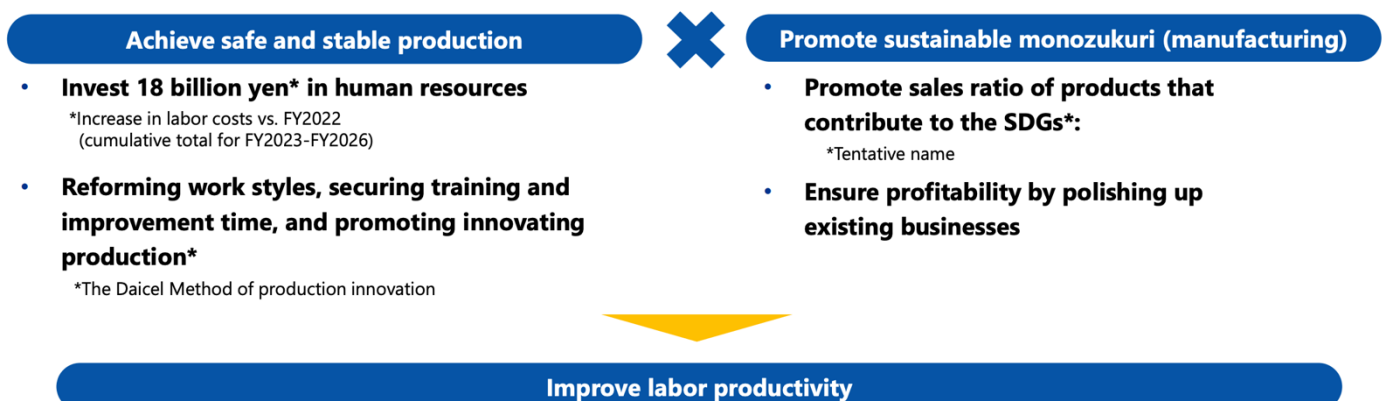 Achieve safe and stable production
Promote sustainable monozukuri (manufacturing)
• Invest 18 billion yen* in human resources
*Increase in labor costs vs. FY2022
(cumulative total for FY2023-FY2026)
• Reforming work styles, securing training and
improvement time, and promoting innovating
production*
*The Daicel Method of production innovation
• Promote sales ratio of products that
contribute to the SDGs*:
*Tentative name
• Ensure profitability by polishing up
existing businesses
Improve labor productivity